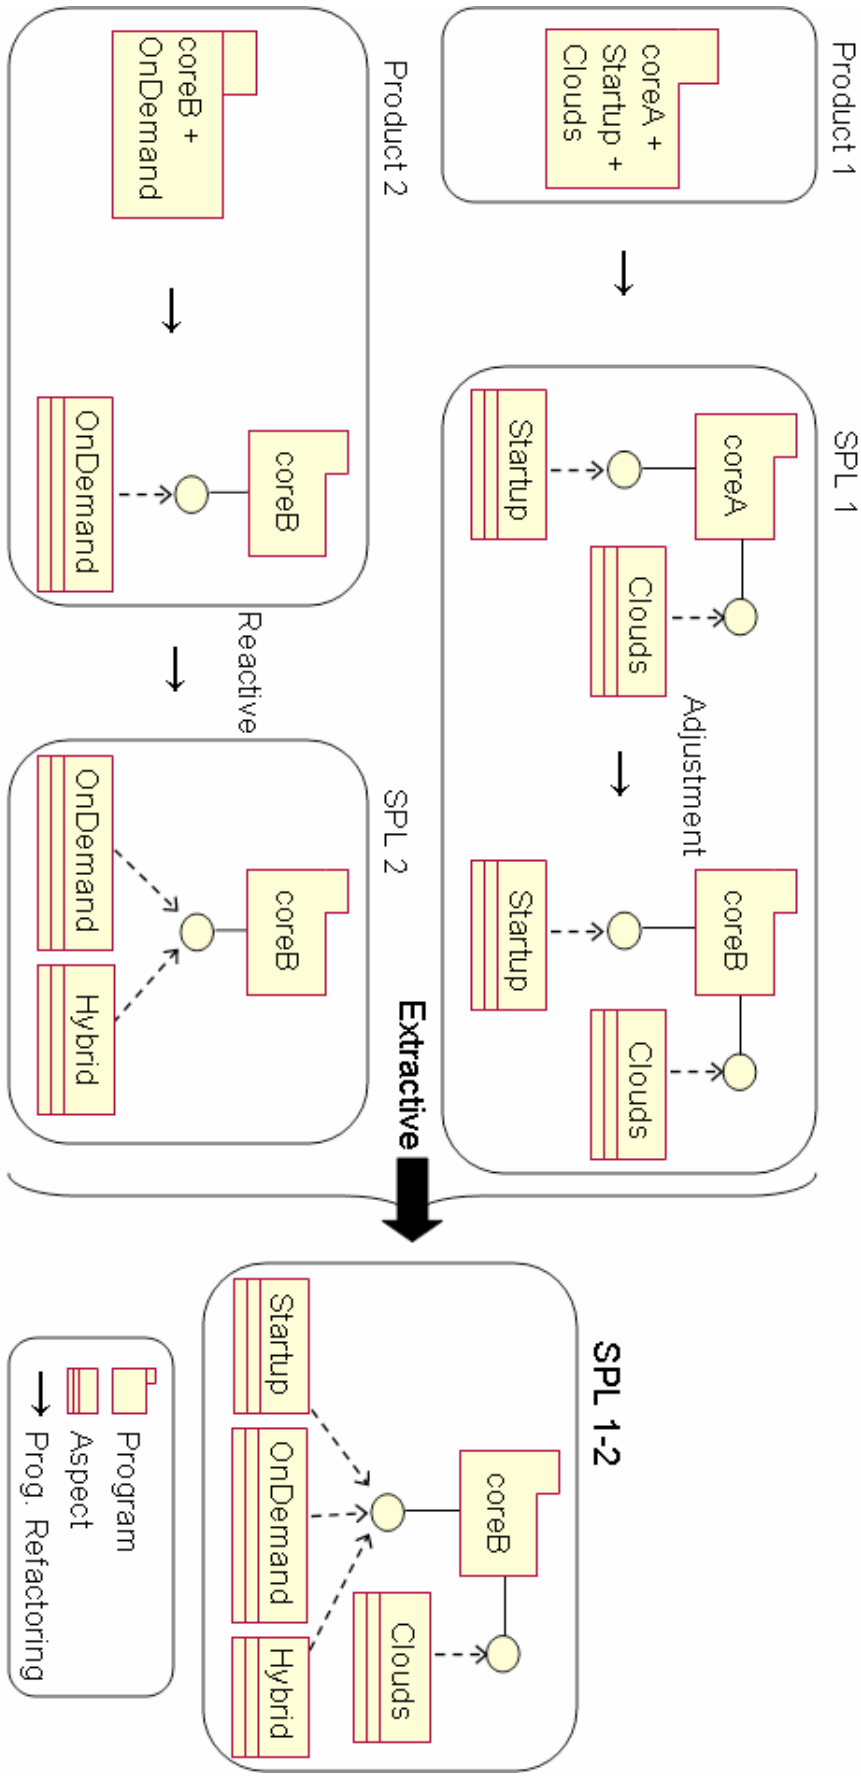 Product 1
coreA +
Startup +
Clouds
SPL 1
coreA
Startup
Clouds
Adjustment
coreB
Startup
Clouds
Product 2
coreB +
OnDemand
coreB
OnDemand
Reactive
SPL 2
coreB
OnDemand
Hybrid
Extractive
SPL 1-2
coreB
Startup
OnDemand
Hybrid
Clouds
Program
Aspect
Prog. Refactoring